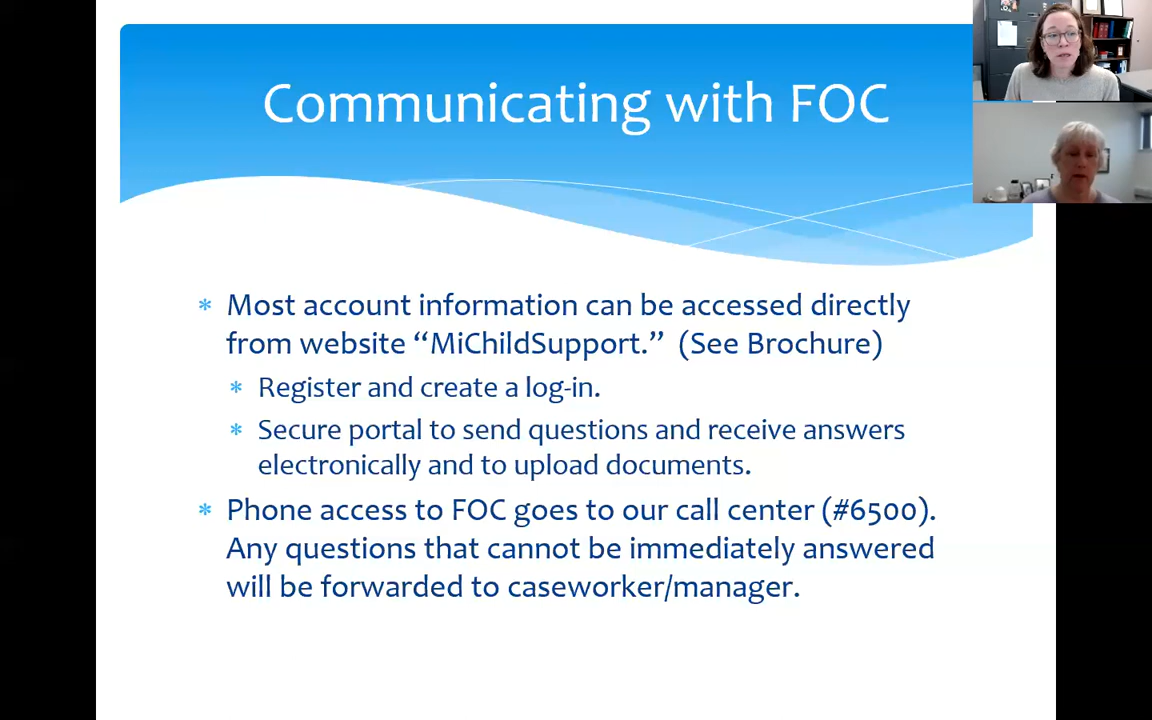 Communicating with FOC
* Most account information can be accessed directly
from website “MiChildSupport.” (See Brochure)
* Register and create a log-in.
* Secure portal to send questions and receive answers
electronically and to upload documents.
* Phone access to FOC goes to our call center (#6500).
Any questions that cannot be immediately answered
will be forwarded to caseworker/manager.